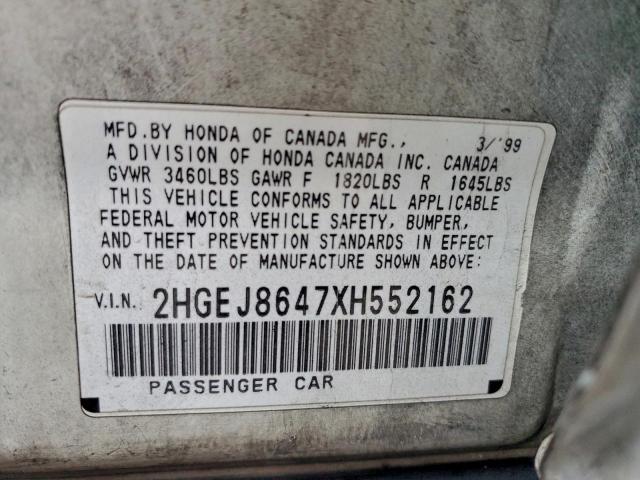 MFD.BY HONDA OF CANADA MFG., 3/'99
A DIVISION OF HONDA CANADA INC. CANADA
GVWR 3460LBS GAWR F 1820LBS R 1645LBS
THIS VEHICLE CONFORMS TO ALL APPLICABLE
FEDERAL MOTOR VEHICLE SAFETY, BUMPER,
AND THEFT PREVENTION STANDARDS IN EFFECT
ON THE DATE OF MANUFACTURE SHOWN ABOVE:
V.I.N.: 2HGEJ8647XH552162
PASSENGER CAR